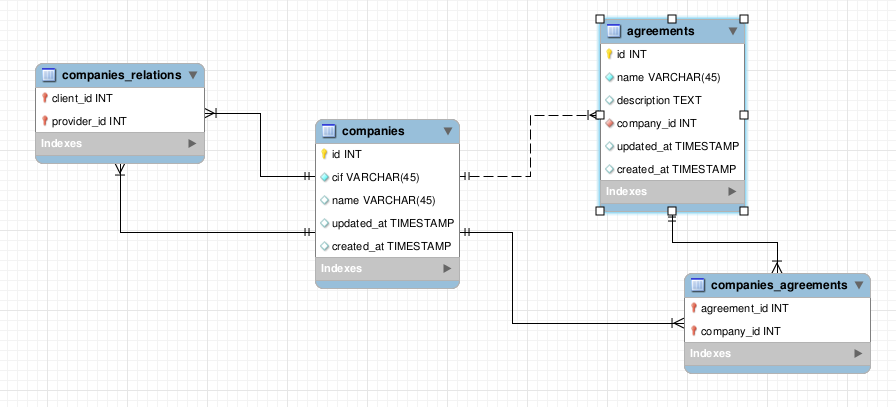 companies_relations
client_id INT
provider_id INT
Indexes
companies
id INT
cif VARCHAR(45)
name VARCHAR(45)
updated_at TIMESTAMP
created_at TIMESTAMP
Indexes
agreements
id INT
name VARCHAR(45)
description TEXT
company_id INT
updated_at TIMESTAMP
created_at TIMESTAMP
Indexes
companies_agreements
agreement_id INT
company_id INT
Indexes